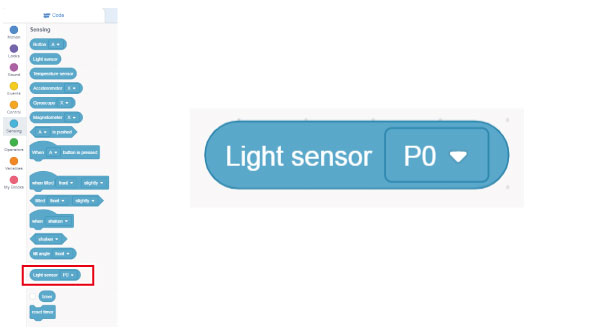 Code
Sensing
Button A
Light sensor
Temperature sensor
Accelerometer X
Gyroscope X
Magnetometer X
A is pressed
When A button is pressed
when tilted front slightly
tilted front slightly
when shaken
shaken
tilt angle front
Light sensor P0
timer
reset timer
Motion
Looks
Sound
Events
Control
Sensing
Operators
Variables
My Blocks
Light sensor P0